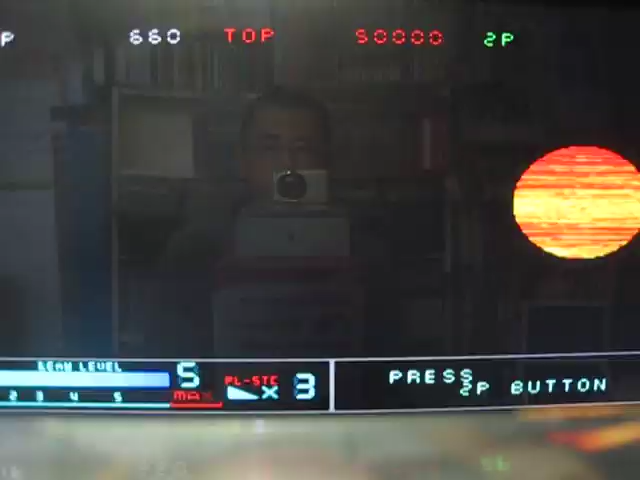 P 660 TOP 50000 2P
BEAM LEVEL
5
2 3 4 5 MAX
PL-STC
X 3
PRESS
2P BUTTON